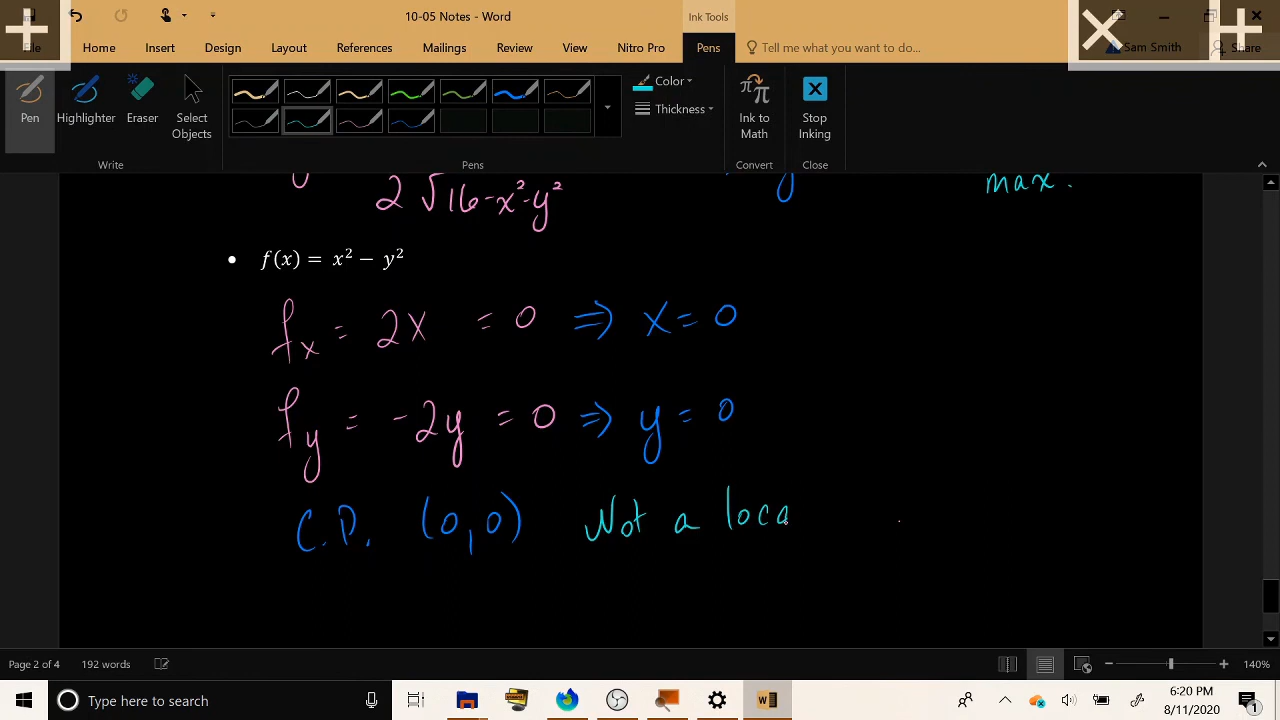 10-05 Notes - Word
Ink Tools
File Home Insert Design Layout References Mailings Review View Nitro Pro Pens Tell me what you want to do... Sam Smith Share
Pen
Highlighter
Eraser
Select Objects
Color
Thickness
Ink to Math
Stop Inking
Write
Pens
Convert
Close
y
2 √16-x²-y²
y
max.
• f(x) = x² − y²
fₓ = 2x = 0 ⇒ x = 0
f_y = -2y = 0 ⇒ y = 0
C.P. (0,0) Not a loca
Page 2 of 4 192 words 140%
Type here to search
6:20 PM
8/11/2020
1